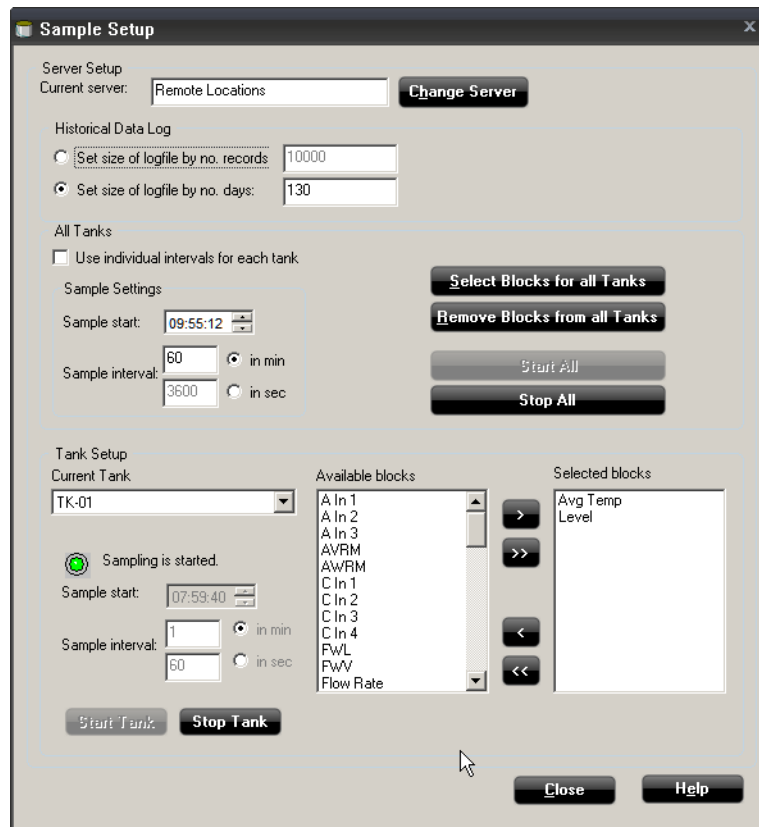 Sample Setup
x
Server Setup
Current server: Remote Locations Change Server
Historical Data Log
Set size of logfile by no. records 10000
Set size of logfile by no. days: 130
All Tanks
Use individual intervals for each tank
Sample Settings
Sample start: 09:55:12
Sample interval: 60 in min
3600 in sec
Select Blocks for all Tanks
Remove Blocks from all Tanks
Start All
Stop All
Tank Setup
Current Tank
TK-01
Sampling is started.
Sample start: 07:59:40
Sample interval: 1 in min
60 in sec
Start Tank Stop Tank
Available blocks
A In 1
A In 2
A In 3
AVRM
AWRM
C In 1
C In 2
C In 3
C In 4
FWL
FWV
Flow Rate
>
>>
<
<<
Selected blocks
Avg Temp
Level
Close Help